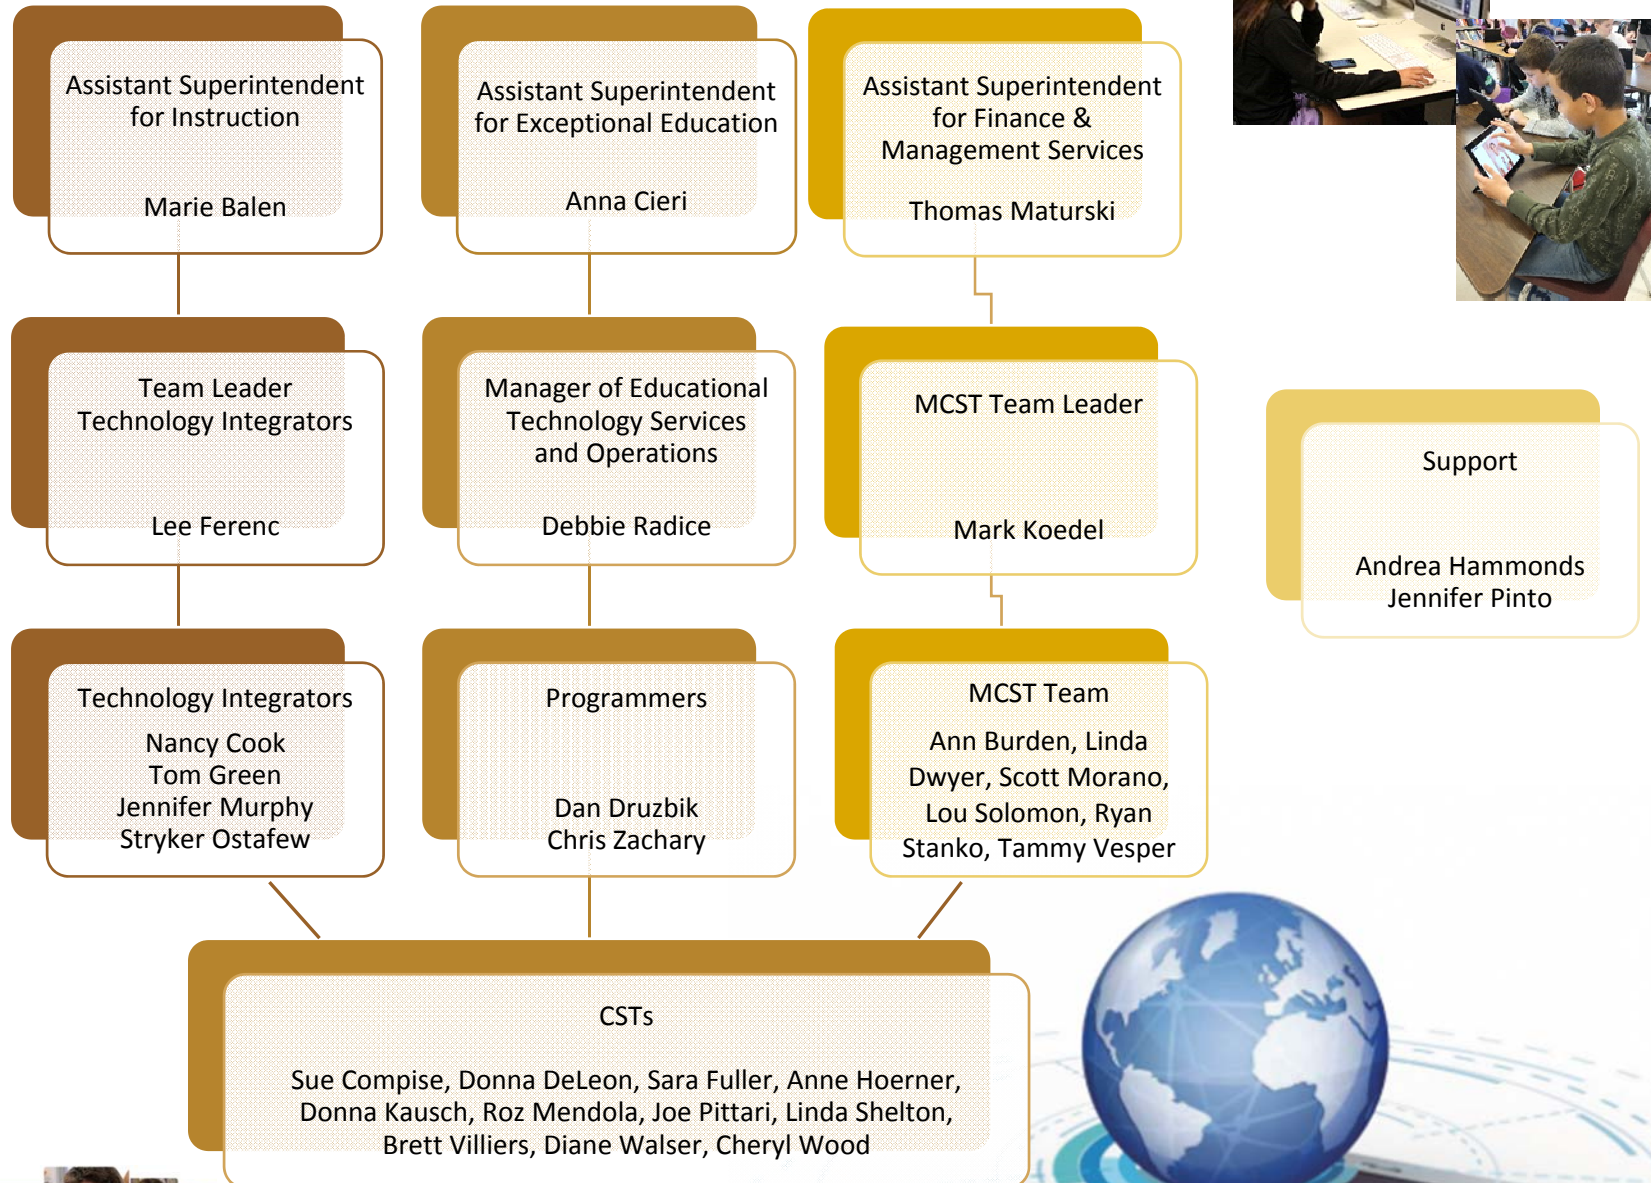 Assistant Superintendent
for Instruction
Marie Balen
Assistant Superintendent
for Exceptional Education
Anna Cieri
Assistant Superintendent
for Finance &
Management Services
Thomas Maturski
Team Leader
Technology Integrators
Lee Ferenc
Manager of Educational
Technology Services
and Operations
Debbie Radice
MCST Team Leader
Mark Koedel
Support
Andrea Hammonds
Jennifer Pinto
Technology Integrators
Nancy Cook
Tom Green
Jennifer Murphy
Stryker Ostafew
Programmers
Dan Druzbik
Chris Zachary
MCST Team
Ann Burden, Linda
Dwyer, Scott Morano,
Lou Solomon, Ryan
Stanko, Tammy Vesper
CSTs
Sue Compise, Donna DeLeon, Sara Fuller, Anne Hoerner,
Donna Kausch, Roz Mendola, Joe Pittari, Linda Shelton,
Brett Villiers, Diane Walser, Cheryl Wood